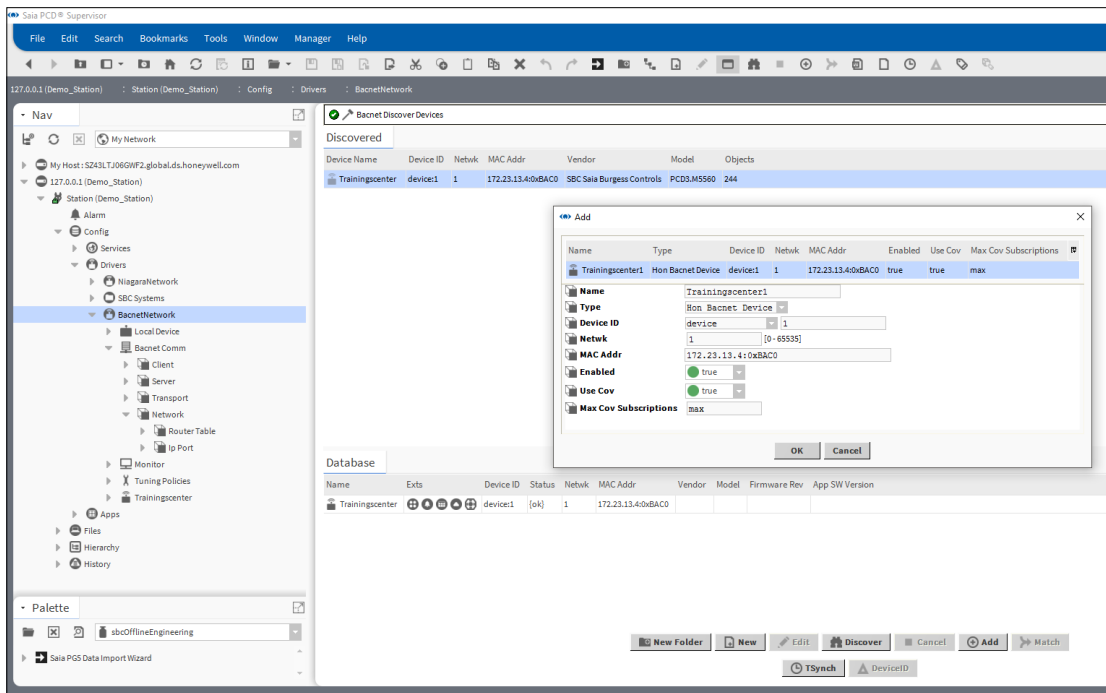 Saia PCD® Supervisor
File Edit Search Bookmarks Tools Window Manager Help
127.0.0.1 (Demo_Station) : Station (Demo_Station) : Config : Drivers : BacnetNetwork
Nav
My Network
My Host : SZ43LTJ06GWF2.global.ds.honeywell.com
127.0.0.1 (Demo_Station)
Station (Demo_Station)
Alarm
Config
Services
Drivers
NiagaraNetwork
SBC Systems
BacnetNetwork
Local Device
Bacnet Comm
Client
Server
Transport
Network
Router Table
Ip Port
Monitor
Tuning Policies
Trainingscenter
Apps
Files
Hierarchy
History
Palette
sbcOfflineEngineering
Saia PG5 Data Import Wizard
Bacnet Discover Devices
Discovered
Device Name Device ID Netwk MAC Addr Vendor Model Objects
Trainingscenter device:1 1 172.23.13.4:0xBAC0 SBC Saia Burgess Controls PCD3.M5560 244
Add
Name Type Device ID Netwk MAC Addr Enabled Use Cov Max Cov Subscriptions
Trainingscenter1 Hon Bacnet Device device:1 1 172.23.13.4:0xBAC0 true true max
Name Trainingscenter1
Type Hon Bacnet Device
Device ID device 1
Netwk 1 [0 - 65535]
MAC Addr 172.23.13.4:0xBAC0
Enabled true
Use Cov true
Max Cov Subscriptions max
OK Cancel
Database
Name Exts Device ID Status Netwk MAC Addr Vendor Model Firmware Rev App SW Version
Trainingscenter device:1 {ok} 1 172.23.13.4:0xBAC0
New Folder New Edit Discover Cancel Add Match
TSynch DeviceID